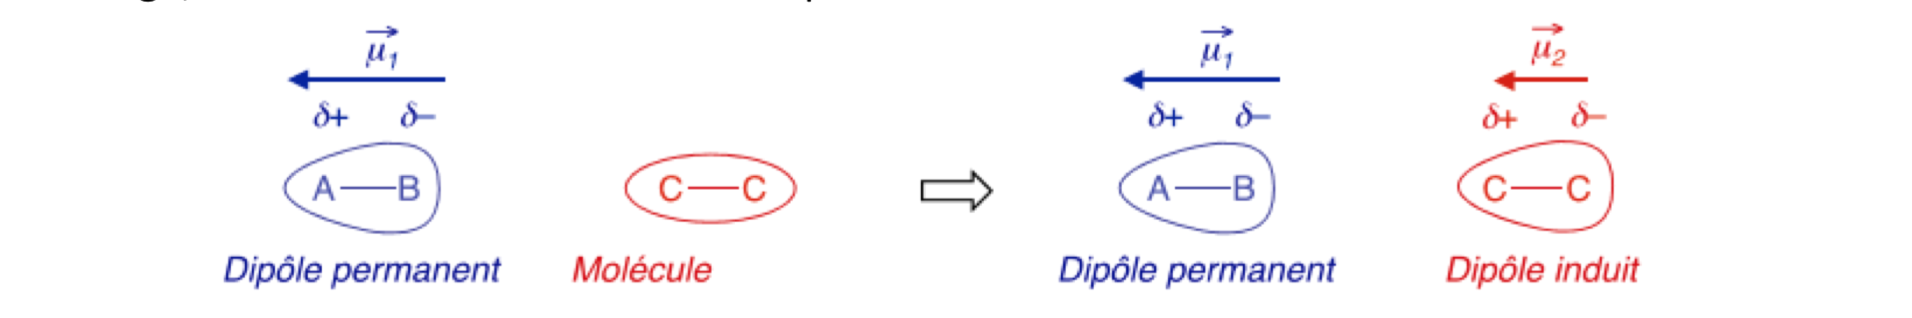 μ₁ μ₁ μ₂
δ+ δ– δ+ δ– δ+ δ–
A—B C—C A—B C—C
Dipôle permanent Molécule Dipôle permanent Dipôle induit